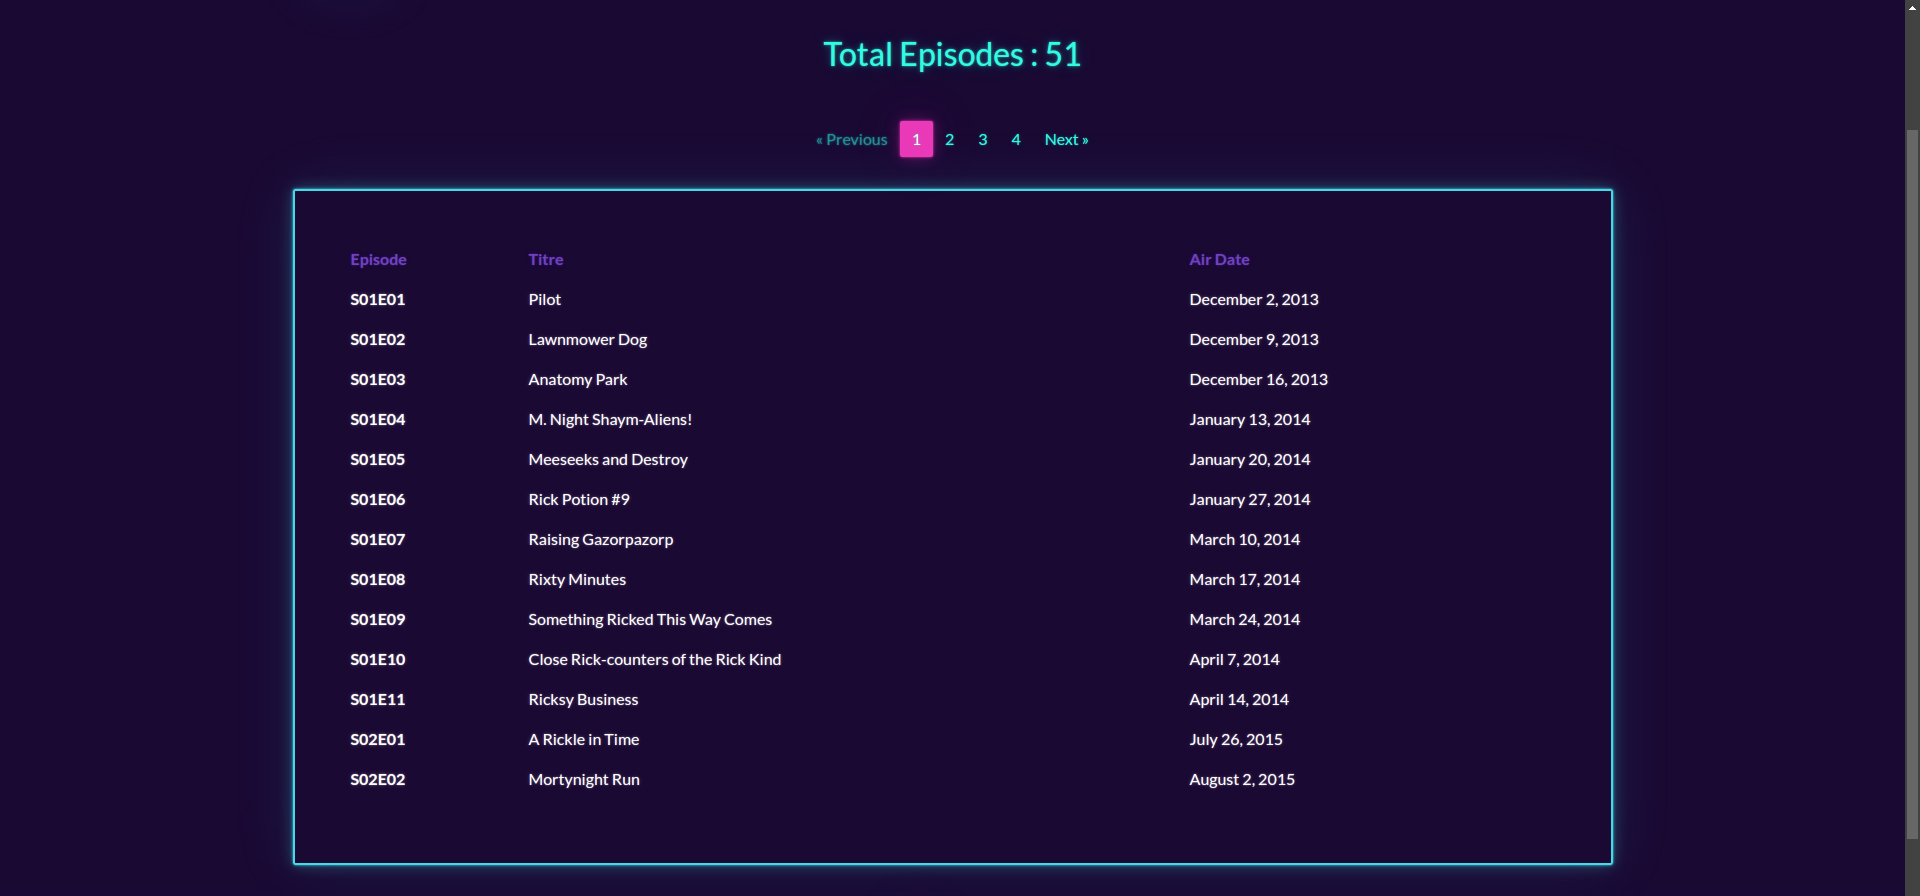 Total Episodes : 51
« Previous 1 2 3 4 Next »
Episode Titre Air Date
S01E01 Pilot December 2, 2013
S01E02 Lawnmower Dog December 9, 2013
S01E03 Anatomy Park December 16, 2013
S01E04 M. Night Shaym-Aliens! January 13, 2014
S01E05 Meeseeks and Destroy January 20, 2014
S01E06 Rick Potion #9 January 27, 2014
S01E07 Raising Gazorpazorp March 10, 2014
S01E08 Rixty Minutes March 17, 2014
S01E09 Something Ricked This Way Comes March 24, 2014
S01E10 Close Rick-counters of the Rick Kind April 7, 2014
S01E11 Ricksy Business April 14, 2014
S02E01 A Rickle in Time July 26, 2015
S02E02 Mortynight Run August 2, 2015